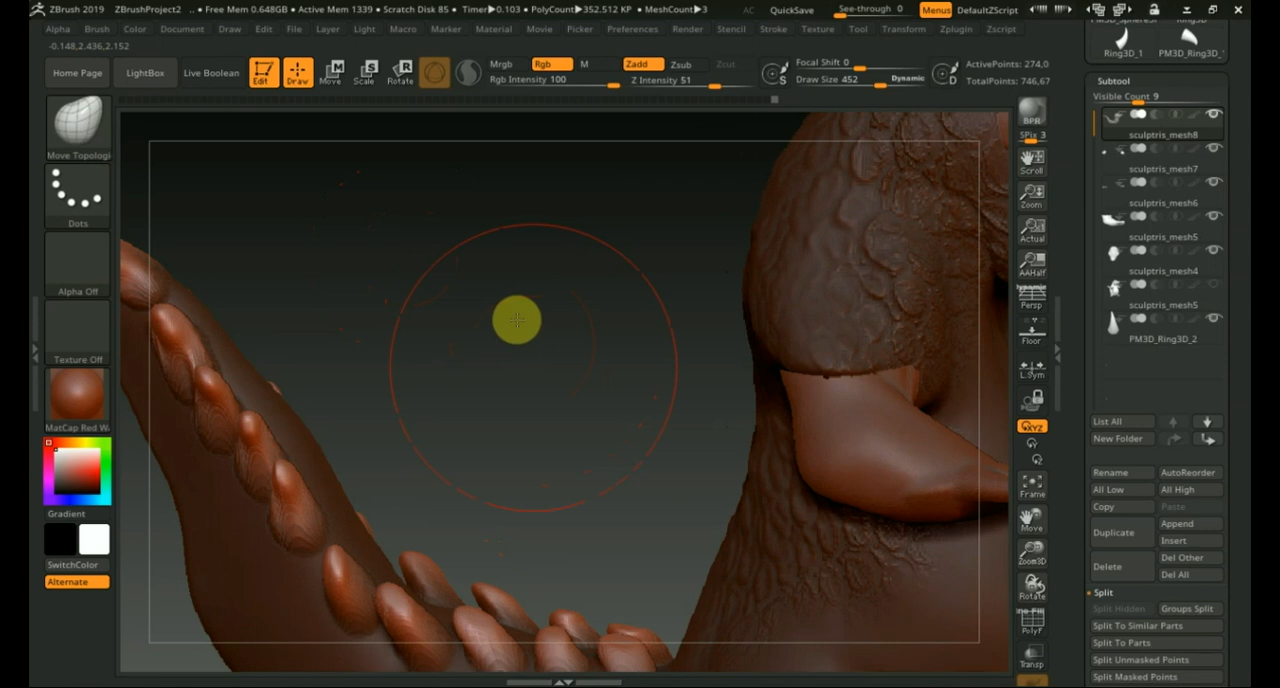 ZBrush 2019 ZBrushProject2 .. • Free Mem 0.648GB • Active Mem 1339 • Scratch Disk 85 • Timer▶0.103 • PolyCount▶352.512 KP • MeshCount▶3 AC QuickSave See-through 0 Menus DefaultZScript
Alpha Brush Color Document Draw Edit File Layer Light Macro Marker Material Movie Picker Preferences Render Stencil Stroke Texture Tool Transform Zplugin Zscript
-0.148,2.436,2.152
Home Page LightBox Live Boolean Edit Draw Move Scale Rotate
Mrgb Rgb M Zadd Zsub Zcut
Rgb Intensity 100 Z Intensity 51
Focal Shift 0
Draw Size 452 Dynamic
ActivePoints: 274,0
TotalPoints: 746,67
Move Topologi
Dots
Alpha Off
Texture Off
MatCap Red Wa
Gradient
SwitchColor
Alternate
BPR
SPix 3
Scroll
Zoom
Actual
AAHalf
Dynamic
Persp
Floor
L.Sym
XYZ
Frame
Move
Zoom3D
Rotate
Line Fill
PolyF
Transp
PM3D_Sphere3I Ring3D
Ring3D_1 PM3D_Ring3D_
Subtool
Visible Count 9
sculptris_mesh8
sculptris_mesh7
sculptris_mesh6
sculptris_mesh5
sculptris_mesh4
sculptris_mesh5
PM3D_Ring3D_2
List All
New Folder
Rename AutoReorder
All Low All High
Copy Paste
Duplicate Append
Insert
Delete Del Other
Del All
Split
Split Hidden Groups Split
Split To Similar Parts
Split To Parts
Split Unmasked Points
Split Masked Points